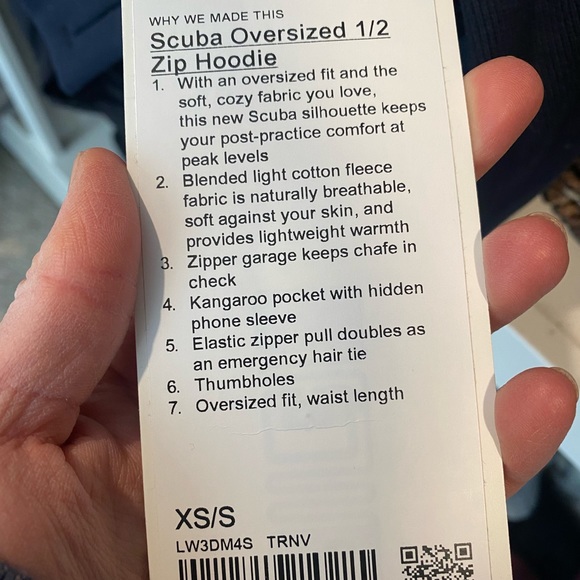 WHY WE MADE THIS
Scuba Oversized 1/2
Zip Hoodie
1. With an oversized fit and the
soft, cozy fabric you love,
this new Scuba silhouette keeps
your post-practice comfort at
peak levels
2. Blended light cotton fleece
fabric is naturally breathable,
soft against your skin, and
provides lightweight warmth
3. Zipper garage keeps chafe in
check
4. Kangaroo pocket with hidden
phone sleeve
5. Elastic zipper pull doubles as
an emergency hair tie
6. Thumbholes
7. Oversized fit, waist length
XS/S
LW3DM4S TRNV